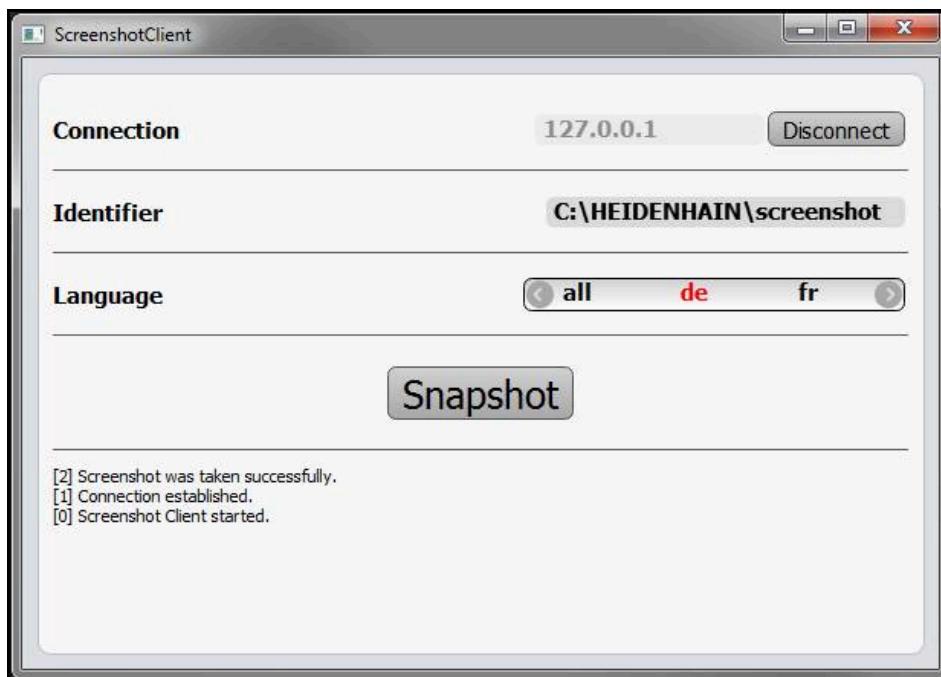 ScreenshotClient
Connection 127.0.0.1 Disconnect
Identifier C:\HEIDENHAIN\screenshot
Language all de fr
Snapshot
[2] Screenshot was taken successfully.
[1] Connection established.
[0] Screenshot Client started.